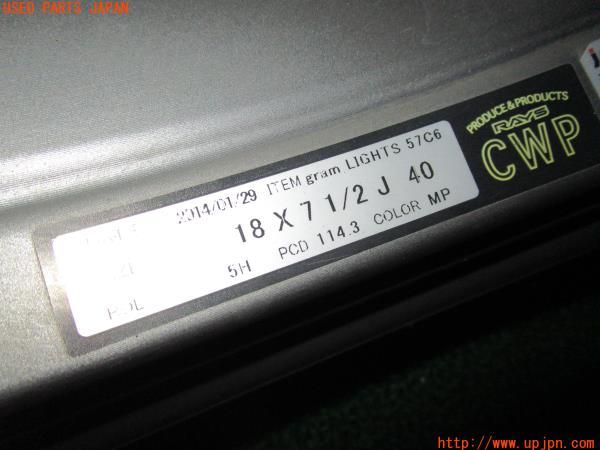 USED PARTS JAPAN
2014/01/29 ITEM gram LIGHTS 57C6
18 X 7 1/2 J 40
5H PCD 114.3 COLOR MP
PRODUCE & PRODUCTS
RAYS
CWP
http://www.upjpn.com/